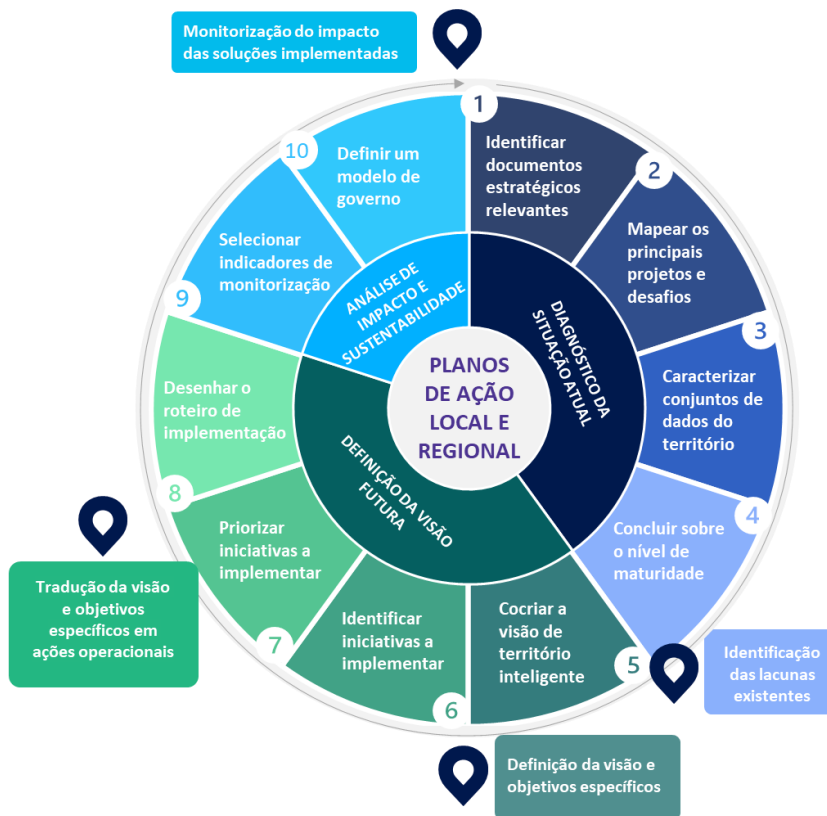 Monitorização do impacto
das soluções implementadas
1
Identificar
documentos
estratégicos
relevantes
2
Mapear os
principais
projetos e
desafios
3
Caracterizar
conjuntos de
dados do
território
4
Concluir sobre
o nível de
maturidade
Identificação
das lacunas
existentes
5
Cocriar a
visão de
território
inteligente
Definição da visão e
objetivos específicos
6
Identificar
iniciativas a
implementar
7
Priorizar
iniciativas a
implementar
Tradução da visão
e objetivos
específicos em
ações operacionais
8
Desenhar o
roteiro de
implementação
9
Selecionar
indicadores de
monitorização
10
Definir um
modelo de
governo
ANÁLISE DE
IMPACTO E
SUSTENTABILIDADE
DIAGNÓSTICO DA
SITUAÇÃO ATUAL
DEFINIÇÃO DA VISÃO
FUTURA
PLANOS
DE AÇÃO
LOCAL E
REGIONAL